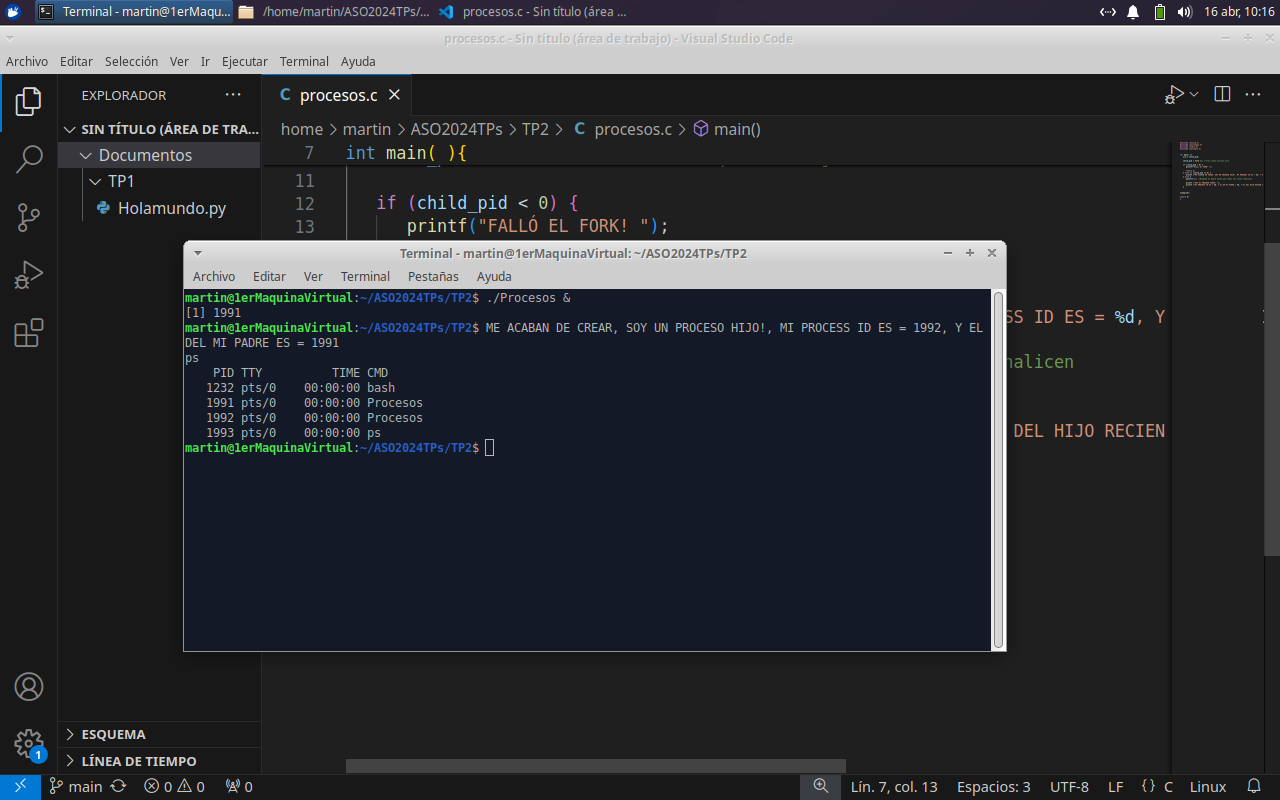 Terminal - martin@1erMaqu... /home/martin/ASO2024TPs/... procesos.c - Sin título (área ... 16 abr, 10:16
procesos.c - Sin título (área de trabajo) - Visual Studio Code
Archivo Editar Selección Ver Ir Ejecutar Terminal Ayuda
EXPLORADOR
procesos.c
SIN TÍTULO (ÁREA DE TRA...
Documentos
TP1
Holamundo.py
home > martin > ASO2024TPs > TP2 > C procesos.c > main()
7 int main( ){
11
12 if (child_pid < 0) {
13 printf("FALLÓ EL FORK! ");
Terminal - martin@1erMaquinaVirtual: ~/ASO2024TPs/TP2
Archivo Editar Ver Terminal Pestañas Ayuda
martin@1erMaquinaVirtual:~/ASO2024TPs/TP2$ ./Procesos &
[1] 1991
martin@1erMaquinaVirtual:~/ASO2024TPs/TP2$ ME ACABAN DE CREAR, SOY UN PROCESO HIJO!, MI PROCESS ID ES = 1992, Y EL
DEL MI PADRE ES = 1991
ps
PID TTY TIME CMD
1232 pts/0 00:00:00 bash
1991 pts/0 00:00:00 Procesos
1992 pts/0 00:00:00 Procesos
1993 pts/0 00:00:00 ps
martin@1erMaquinaVirtual:~/ASO2024TPs/TP2$
SS ID ES = %d, Y
nalicen
DEL HIJO RECIEN
ESQUEMA
LÍNEA DE TIEMPO
1
main 0 0 0 Lín. 7, col. 13 Espacios: 3 UTF-8 LF {} C Linux